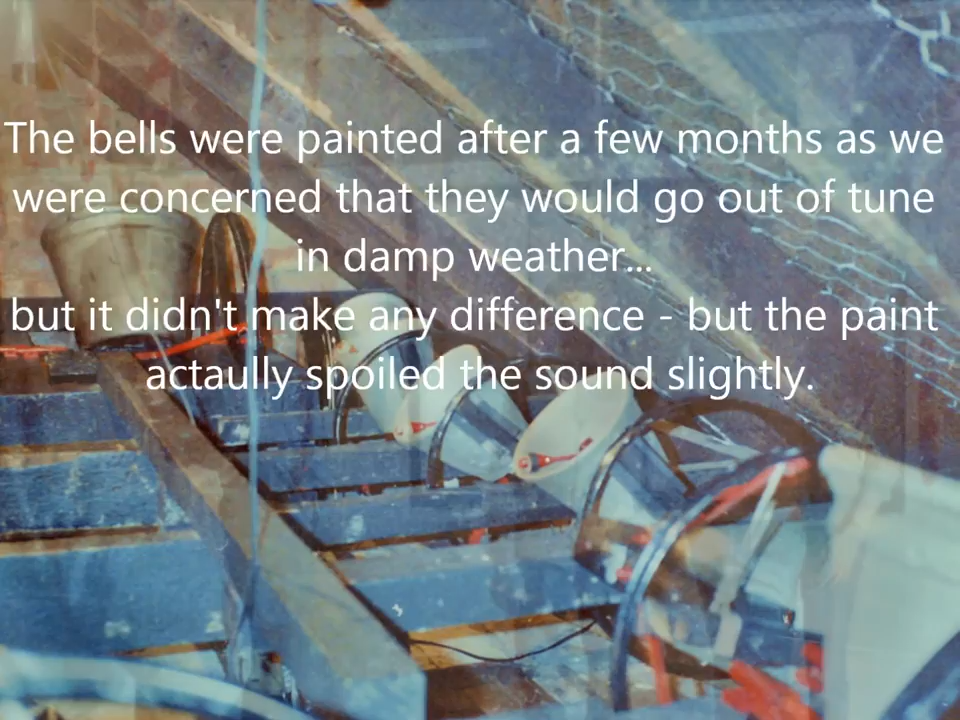 The bells were painted after a few months as we
were concerned that they would go out of tune
in damp weather...
but it didn't make any difference - but the paint
actaully spoiled the sound slightly.